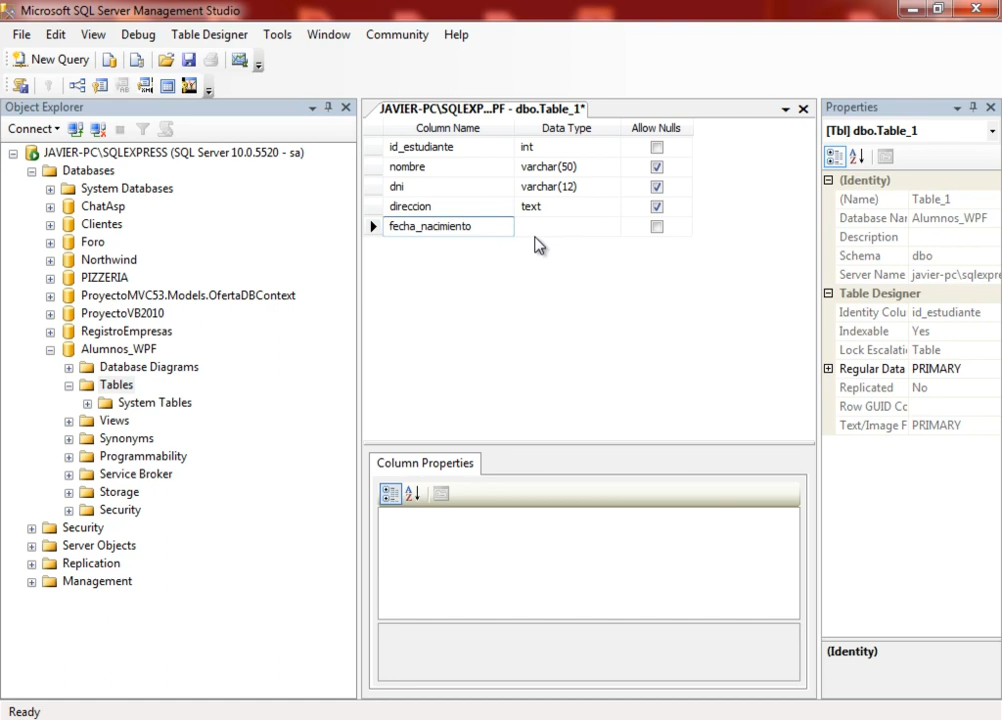 Microsoft SQL Server Management Studio
File Edit View Debug Table Designer Tools Window Community Help
New Query
Object Explorer
Connect
JAVIER-PC\SQLEXPRESS (SQL Server 10.0.5520 - sa)
Databases
System Databases
ChatAsp
Clientes
Foro
Northwind
PIZZERIA
ProyectoMVC53.Models.OfertaDBContext
ProyectoVB2010
RegistroEmpresas
Alumnos_WPF
Database Diagrams
Tables
System Tables
Views
Synonyms
Programmability
Service Broker
Storage
Security
Security
Server Objects
Replication
Management
JAVIER-PC\SQLEXP...PF - dbo.Table_1*
Column Name Data Type Allow Nulls
id_estudiante int
nombre varchar(50)
dni varchar(12)
direccion text
fecha_nacimiento
Column Properties
Properties
[Tbl] dbo.Table_1
(Identity)
(Name) Table_1
Database Nar Alumnos_WPF
Description
Schema dbo
Server Name javier-pc\sqlexpres
Table Designer
Identity Colu id_estudiante
Indexable Yes
Lock Escalati Table
Regular Data PRIMARY
Replicated No
Row GUID Cc
Text/Image F PRIMARY
(Identity)
Ready